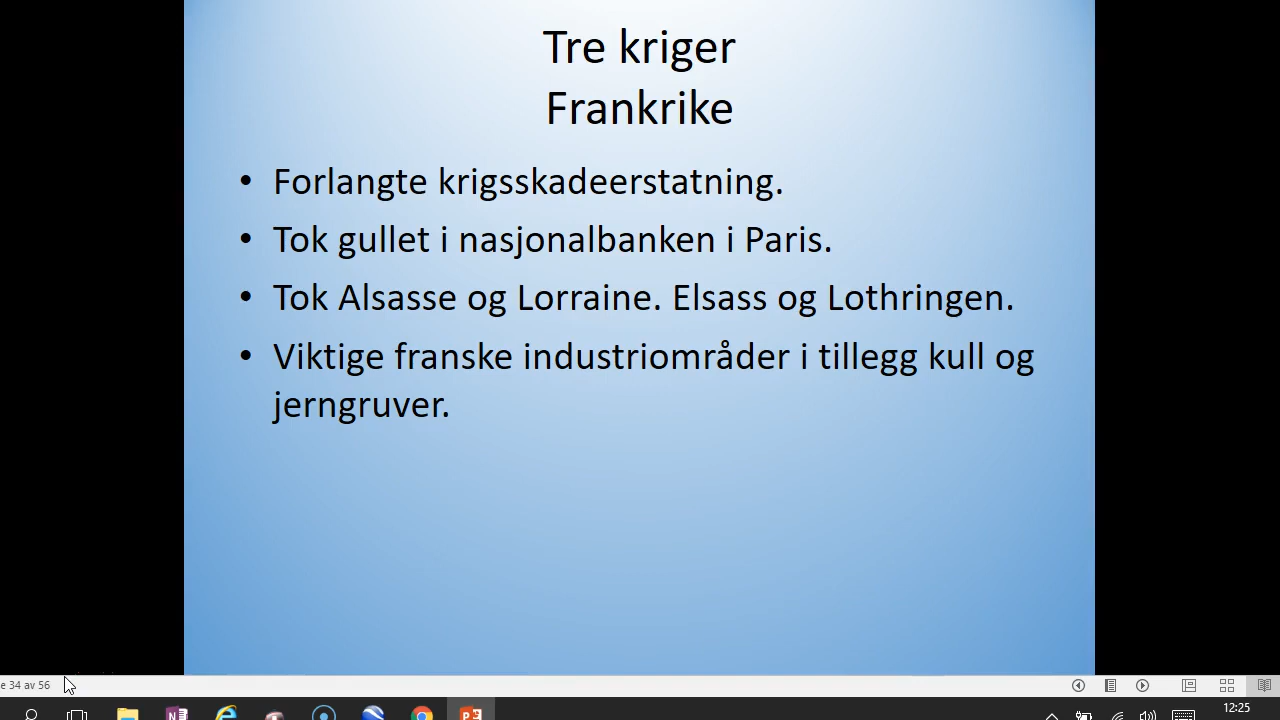 Tre kriger
Frankrike
• Forlangte krigsskadeerstatning.
• Tok gullet i nasjonalbanken i Paris.
• Tok Alsasse og Lorraine. Elsass og Lothringen.
• Viktige franske industriområder i tillegg kull og
jerngruver.
e 34 av 56
12:25